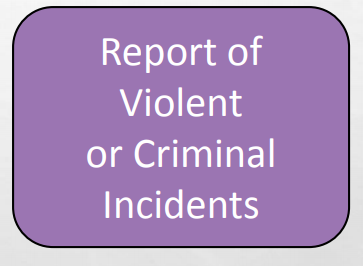 Report of
Violent
or Criminal
Incidents